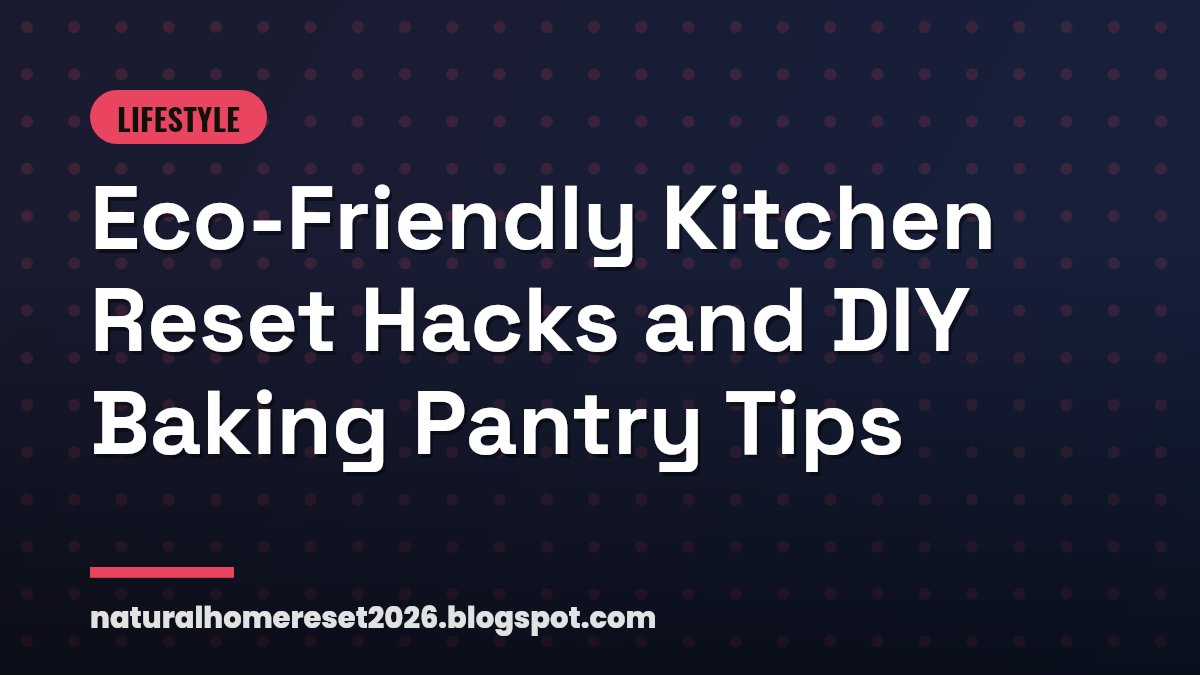 LIFESTYLE
Eco-Friendly Kitchen
Reset Hacks and DIY
Baking Pantry Tips
naturalhomereset2026.blogspot.com